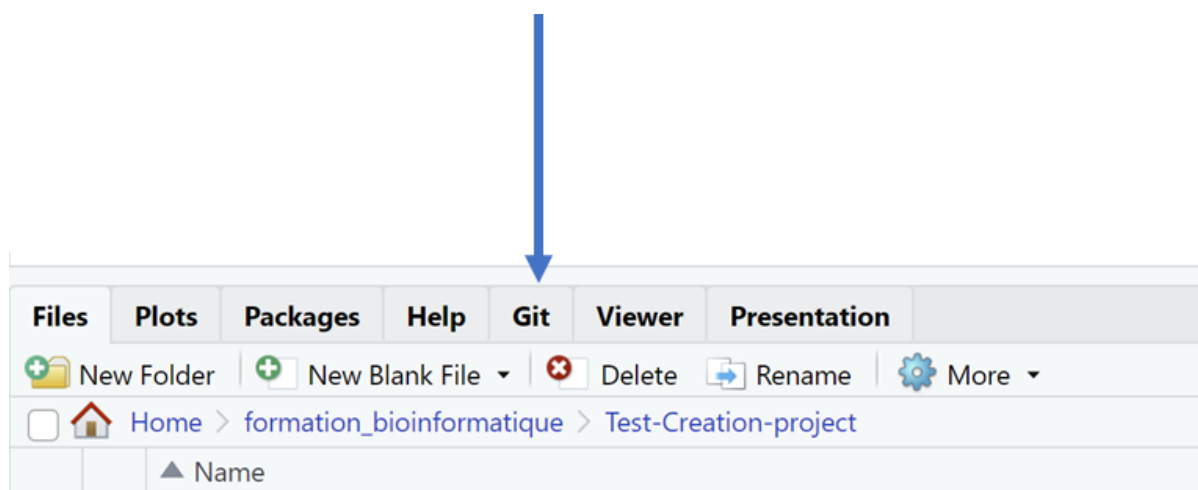 Files Plots Packages Help Git Viewer Presentation
New Folder New Blank File Delete Rename More
Home > formation_bioinformatique > Test-Creation-project
Name